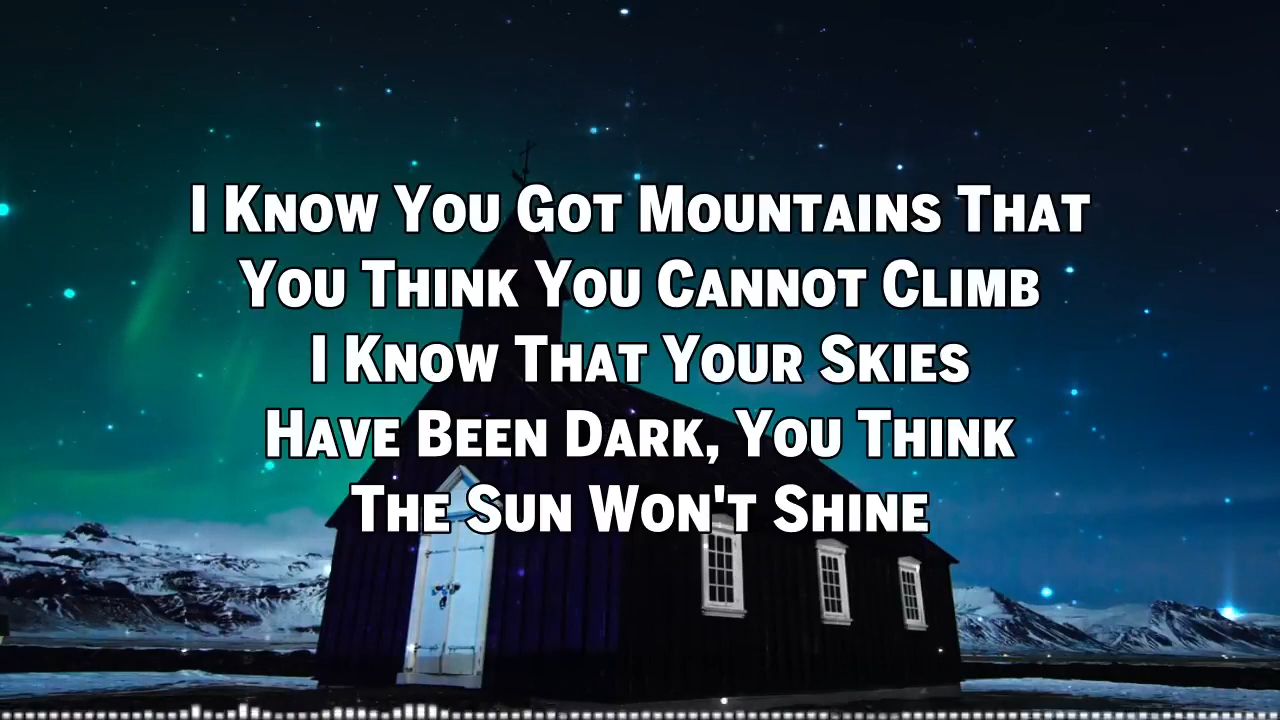 I Know You Got Mountains That
You Think You Cannot Climb
I Know That Your Skies
Have Been Dark, You Think
The Sun Won't Shine